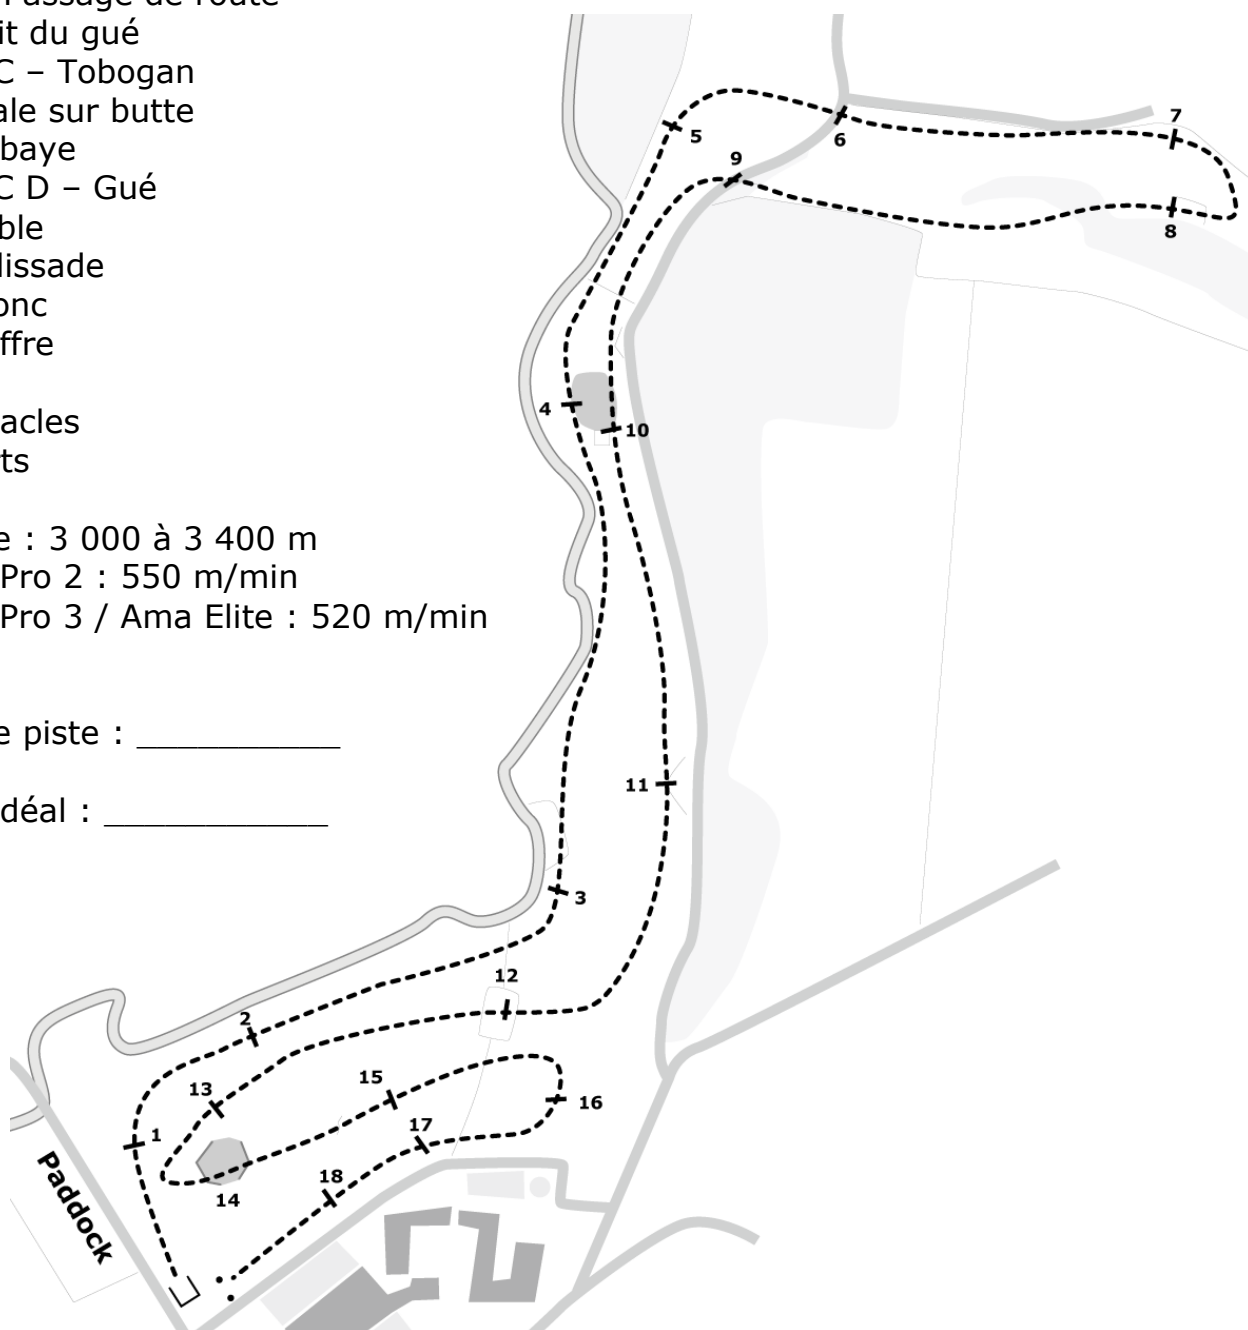 Passage de route
it du gué
C – Tobogan
ale sur butte
baye
C D – Gué
ble
lissade
onc
ffre
acles
ts
e : 3 000 à 3 400 m
Pro 2 : 550 m/min
Pro 3 / Ama Elite : 520 m/min
e piste : ____________
déal : _____________
7
5
6
9
8
4
10
11
3
12
2
13
15
16
1
17
18
14
Paddock